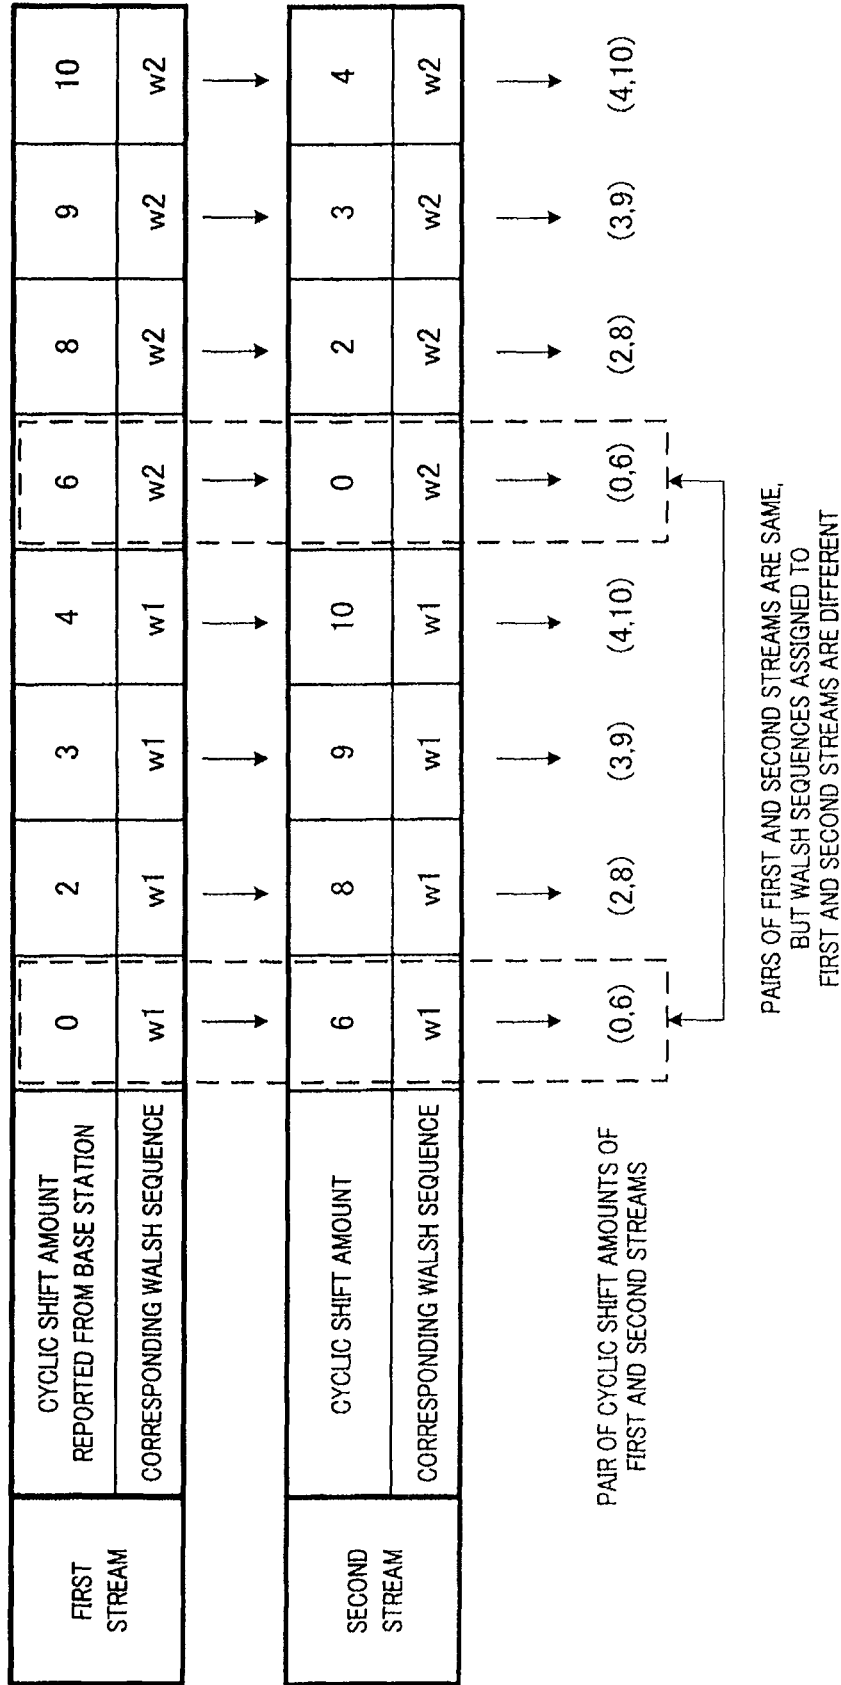 FIRST
STREAM
CYCLIC SHIFT AMOUNT
REPORTED FROM BASE STATION
0 2 3 4 6 8 9 10
CORRESPONDING WALSH SEQUENCE
w1 w1 w1 w1 w2 w2 w2 w2
SECOND
STREAM
CYCLIC SHIFT AMOUNT
6 8 9 10 0 2 3 4
CORRESPONDING WALSH SEQUENCE
w1 w1 w1 w1 w2 w2 w2 w2
PAIR OF CYCLIC SHIFT AMOUNTS OF
FIRST AND SECOND STREAMS
(0,6) (2,8) (3,9) (4,10) (0,6) (2,8) (3,9) (4,10)
PAIRS OF FIRST AND SECOND STREAMS ARE SAME,
BUT WALSH SEQUENCES ASSIGNED TO
FIRST AND SECOND STREAMS ARE DIFFERENT